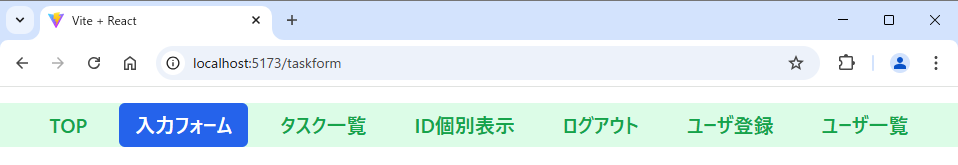 Vite + React
localhost:5173/taskform
TOP 入力フォーム タスク一覧 ID個別表示 ログアウト ユーザ登録 ユーザ一覧